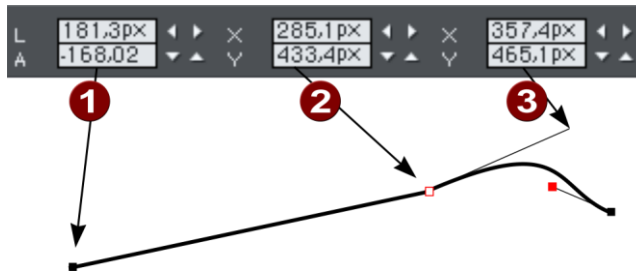 L 181,3px X 285,1px X 357,4px
A -168,02 Y 433,4px Y 465,1px
1 2 3